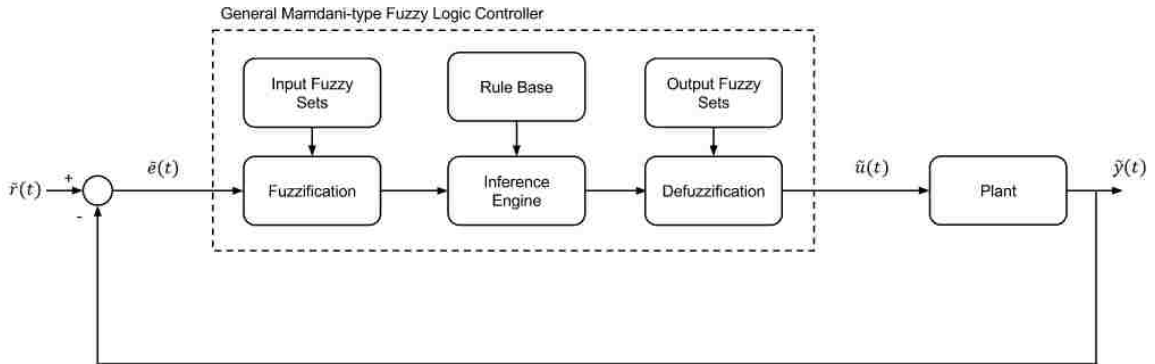 General Mamdani-type Fuzzy Logic Controller
Input Fuzzy
Sets
Rule Base
Output Fuzzy
Sets
r̃(t)
+
-
ẽ(t)
Fuzzification
Inference
Engine
Defuzzification
ũ(t)
Plant
ỹ(t)